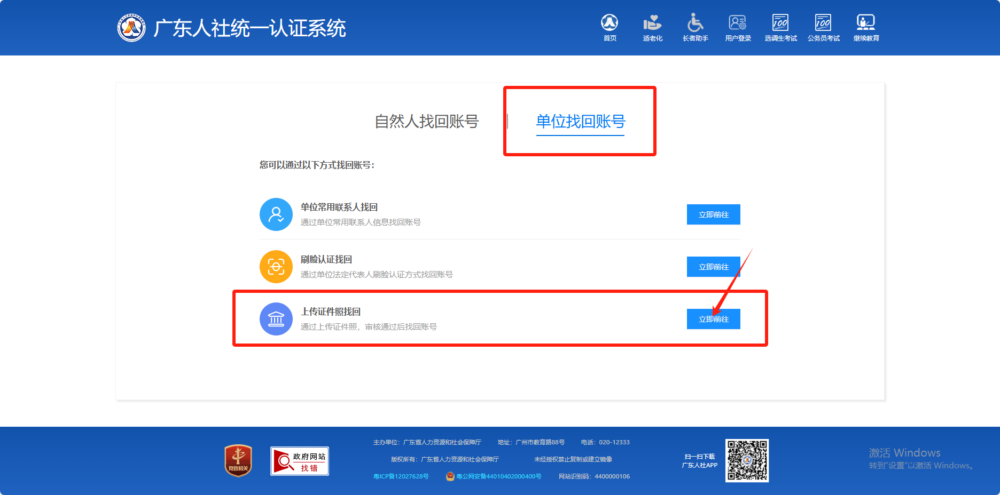 广东人社统一认证系统
首页
适老化
长者助手
用户登录
选调生考试
公务员考试
继续教育
自然人找回账号
单位找回账号
您可以通过以下方式找回账号：
单位常用联系人找回
通过单位常用联系人信息找回账号
立即前往
刷脸认证找回
通过单位法定代表人刷脸认证方式找回账号
立即前往
上传证件照找回
通过上传证件照，审核通过后找回账号
立即前往
党政机关
政府网站
找错
主办单位：广东省人力资源和社会保障厅 地址：广州市教育路88号 电话：020-12333
版权所有：广东省人力资源和社会保障厅 未经授权禁止复制或建立镜像
粤ICP备12027628号 粤公网安备44010402000400号 网站识别码：4400000106
扫一扫下载
广东人社APP
激活 Windows
转到"设置"以激活 Windows。